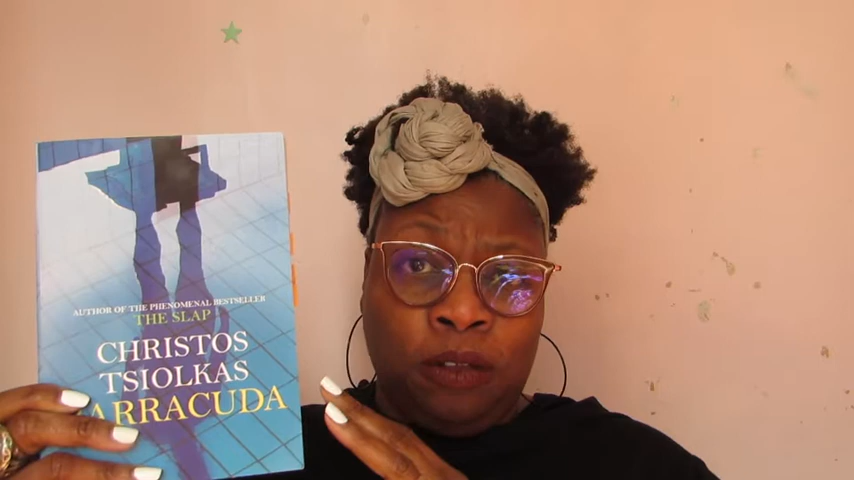 AUTHOR OF THE PHENOMENAL BESTSELLER
THE SLAP
CHRISTOS
TSIOLKAS
ARRACUDA